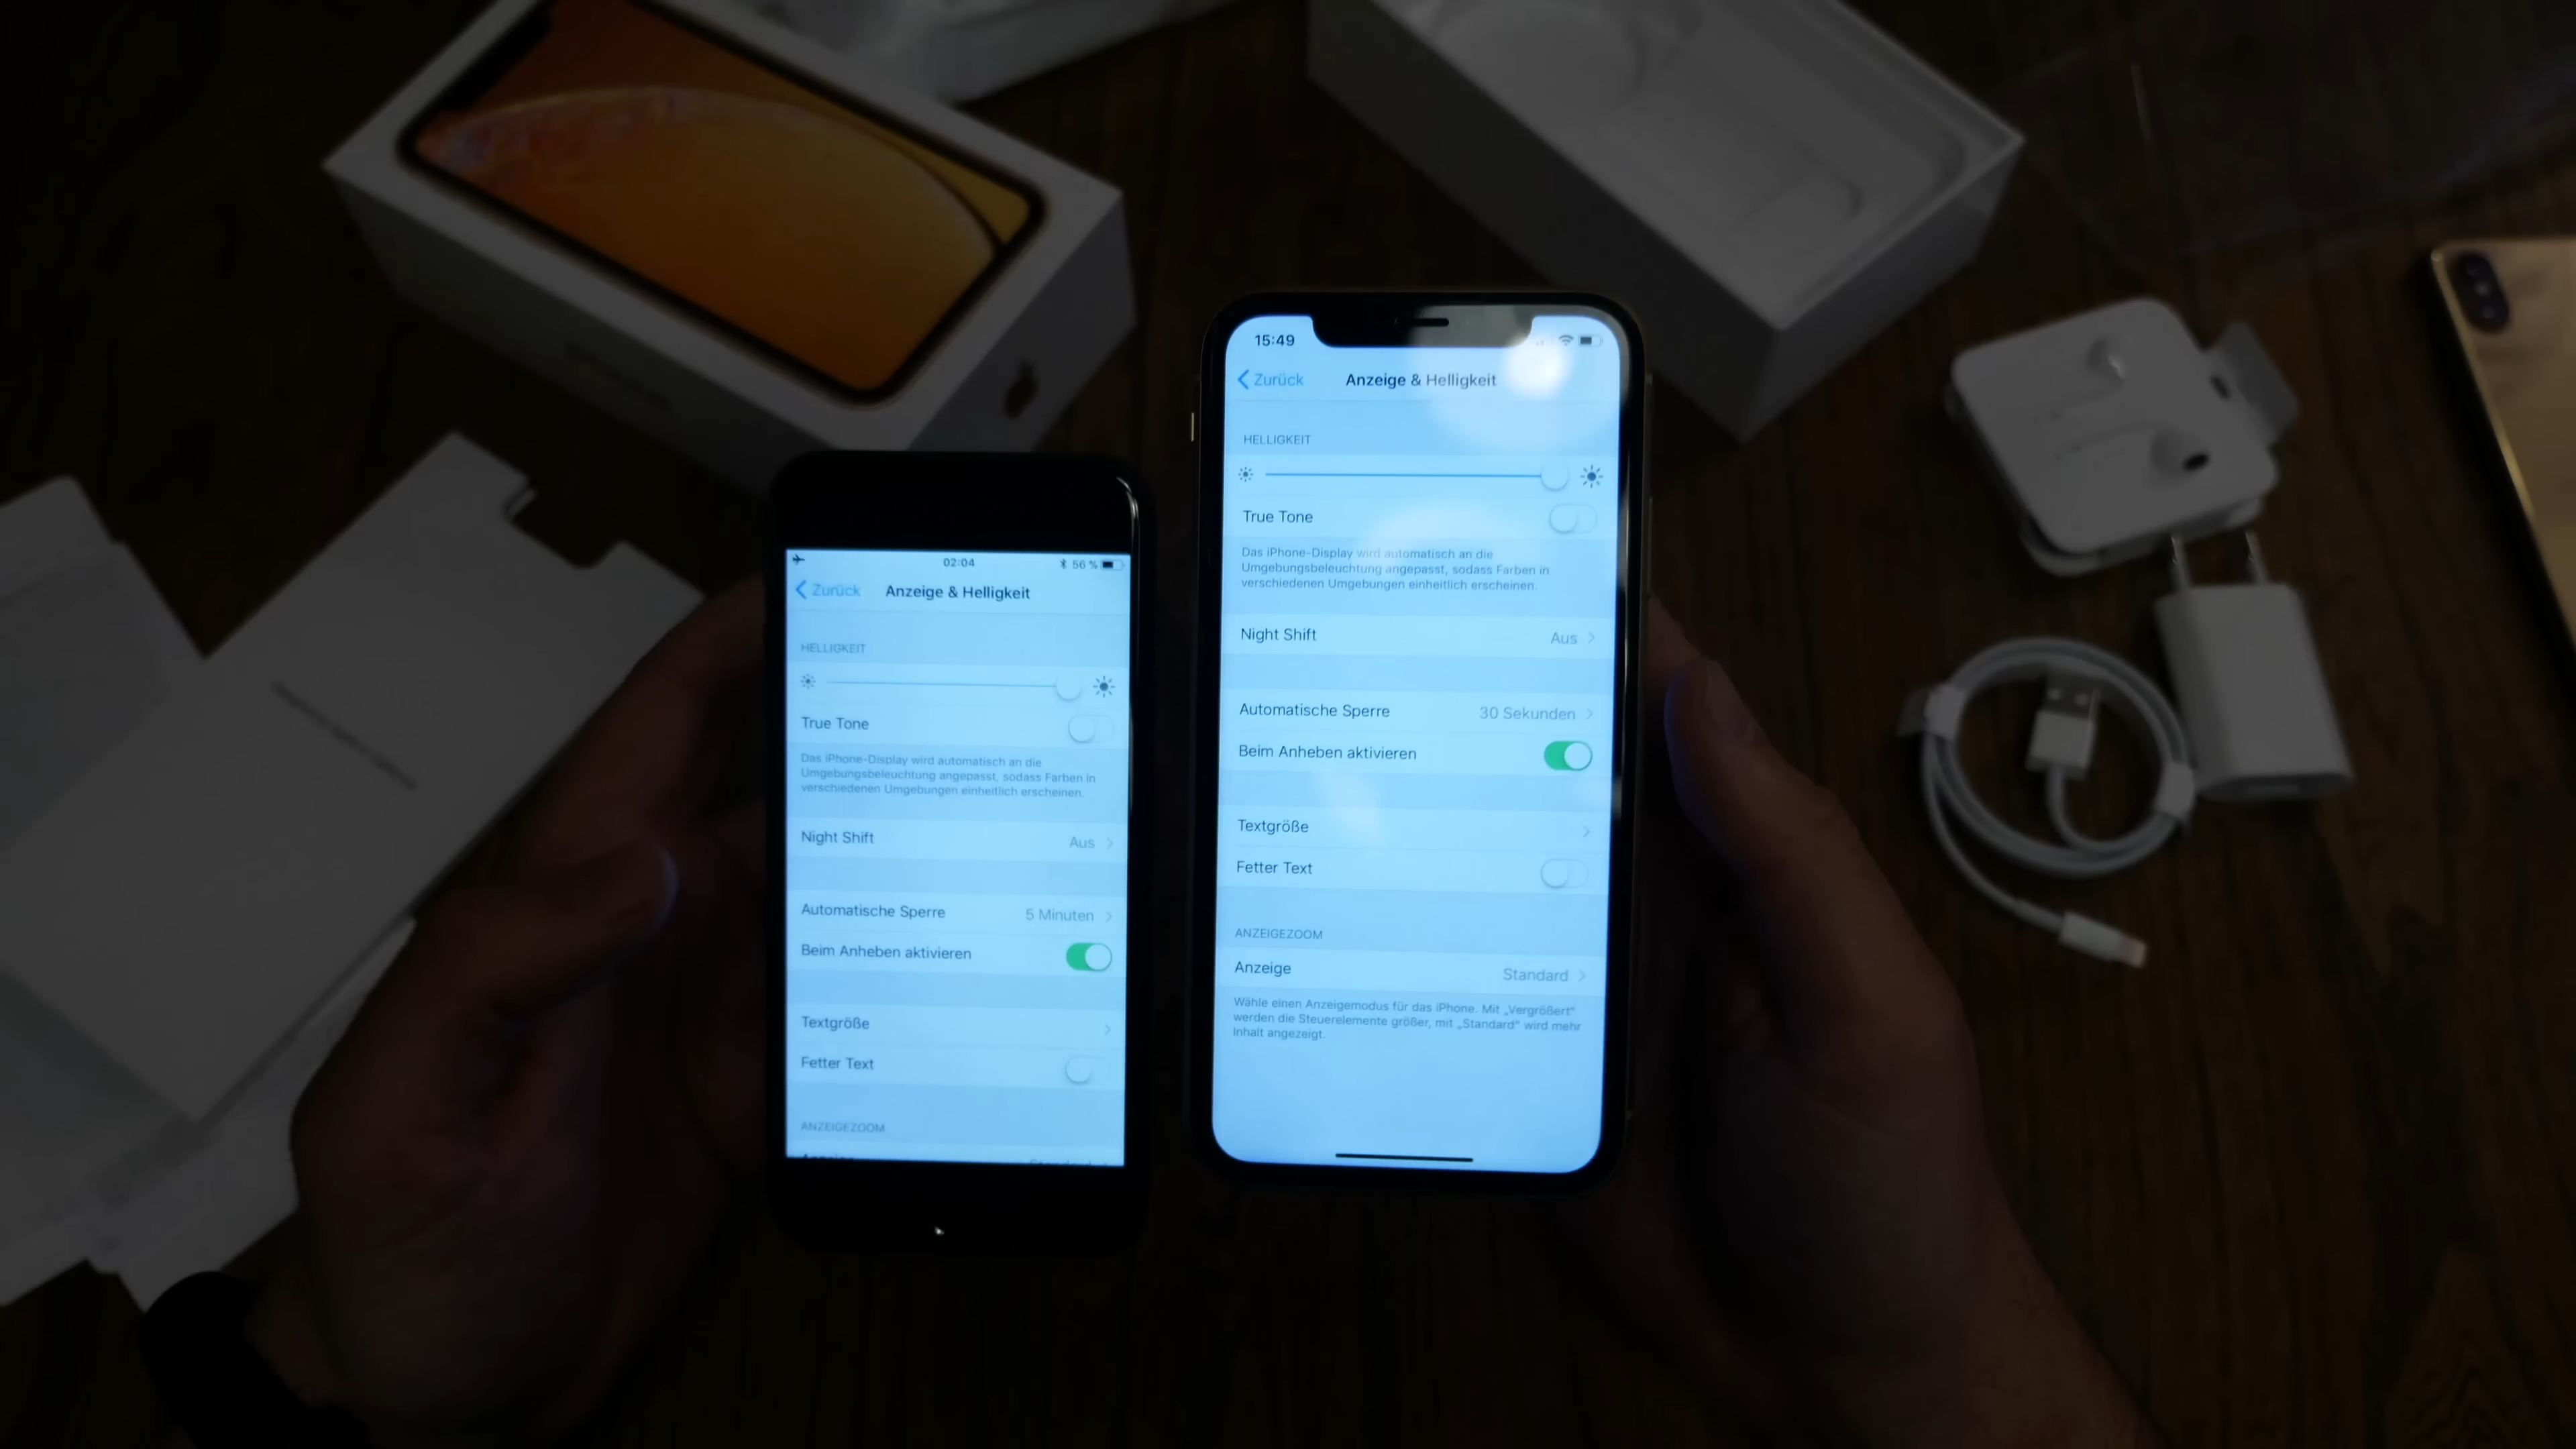 02:04
56 %
Zurück
Anzeige & Helligkeit
HELLIGKEIT
True Tone
Das iPhone-Display wird automatisch an die
Umgebungsbeleuchtung angepasst, sodass Farben in
verschiedenen Umgebungen einheitlich erscheinen.
Night Shift Aus
Automatische Sperre 5 Minuten
Beim Anheben aktivieren
Textgröße
Fetter Text
ANZEIGEZOOM
15:49
Zurück
Anzeige & Helligkeit
HELLIGKEIT
True Tone
Das iPhone-Display wird automatisch an die
Umgebungsbeleuchtung angepasst, sodass Farben in
verschiedenen Umgebungen einheitlich erscheinen.
Night Shift Aus
Automatische Sperre 30 Sekunden
Beim Anheben aktivieren
Textgröße
Fetter Text
ANZEIGEZOOM
Anzeige Standard
Wähle einen Anzeigemodus für das iPhone. Mit „Vergrößert“
werden die Steuerelemente größer, mit „Standard“ wird mehr
Inhalt angezeigt.